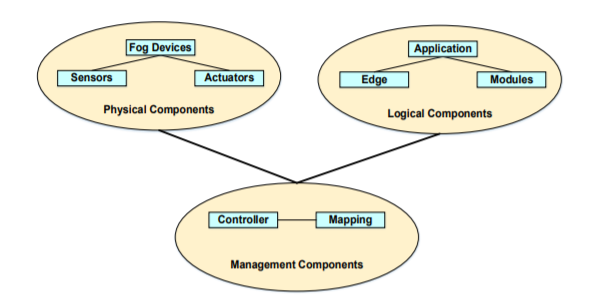 Fog Devices
Sensors
Actuators
Physical Components
Application
Edge
Modules
Logical Components
Controller
Mapping
Management Components